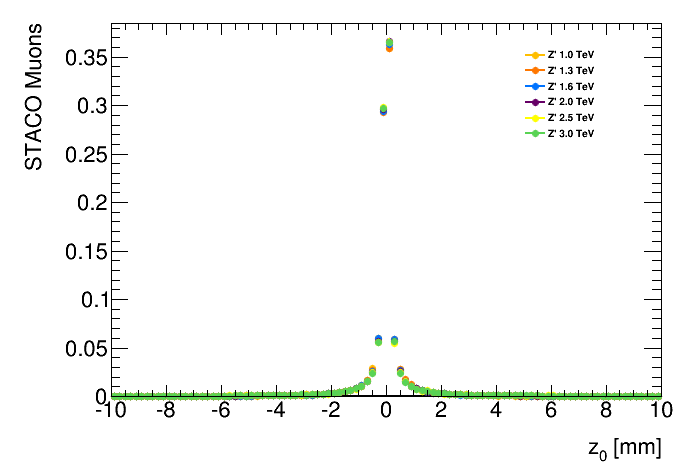 STACO Muons
0.35
0.3
0.25
0.2
0.15
0.1
0.05
0
-10 -8 -6 -4 -2 0 2 4 6 8 10
z0 [mm]
Z' 1.0 TeV
Z' 1.3 TeV
Z' 1.6 TeV
Z' 2.0 TeV
Z' 2.5 TeV
Z' 3.0 TeV